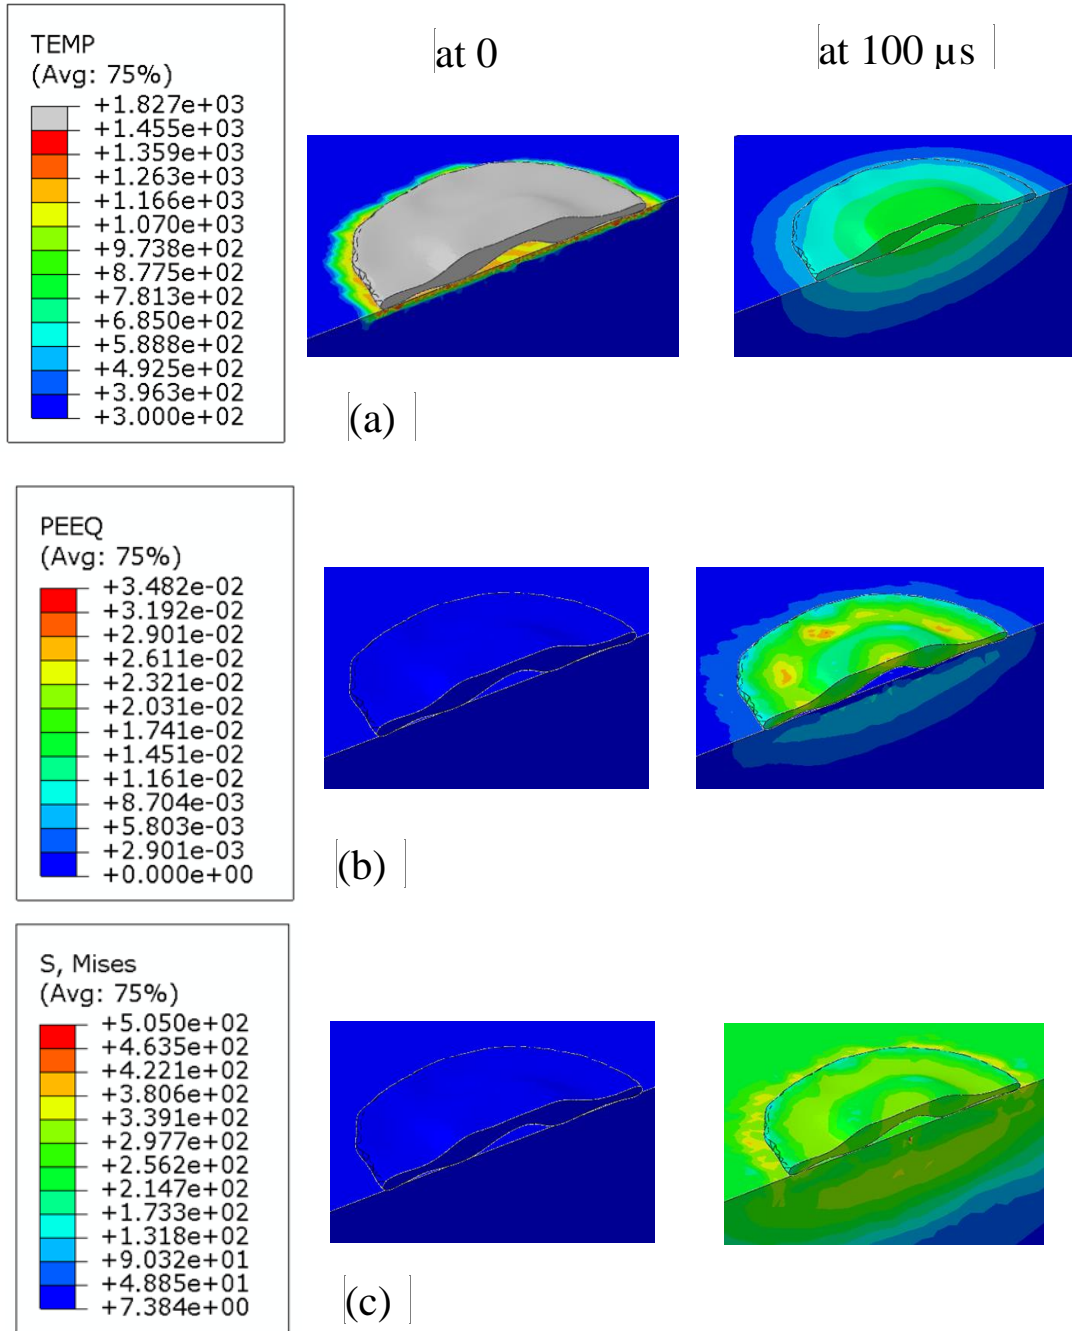 at 0
at 100 µs
TEMP
(Avg: 75%)
+1.827e+03
+1.455e+03
+1.359e+03
+1.263e+03
+1.166e+03
+1.070e+03
+9.738e+02
+8.775e+02
+7.813e+02
+6.850e+02
+5.888e+02
+4.925e+02
+3.963e+02
+3.000e+02
(a)
PEEQ
(Avg: 75%)
+3.482e-02
+3.192e-02
+2.901e-02
+2.611e-02
+2.321e-02
+2.031e-02
+1.741e-02
+1.451e-02
+1.161e-02
+8.704e-03
+5.803e-03
+2.901e-03
+0.000e+00
(b)
S, Mises
(Avg: 75%)
+5.050e+02
+4.635e+02
+4.221e+02
+3.806e+02
+3.391e+02
+2.977e+02
+2.562e+02
+2.147e+02
+1.733e+02
+1.318e+02
+9.032e+01
+4.885e+01
+7.384e+00
(c)